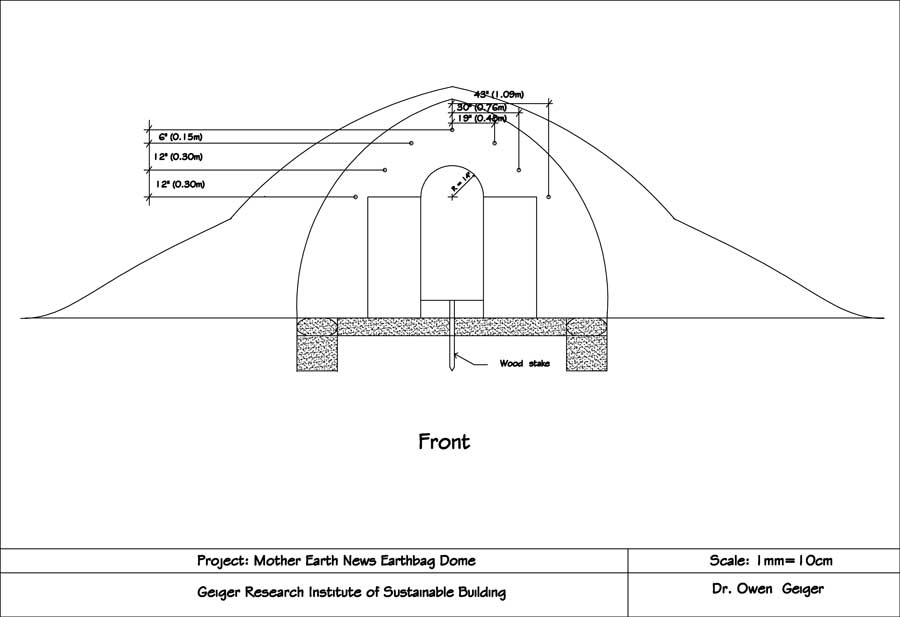 43" (1.09m)
30" (0.76m)
19" (0.48m)
6" (0.15m)
12" (0.30m)
12" (0.30m)
R = 14"
Wood stake
Front
Project: Mother Earth News Earthbag Dome
Scale: 1mm=10cm
Geiger Research Institute of Sustainable Building
Dr. Owen Geiger